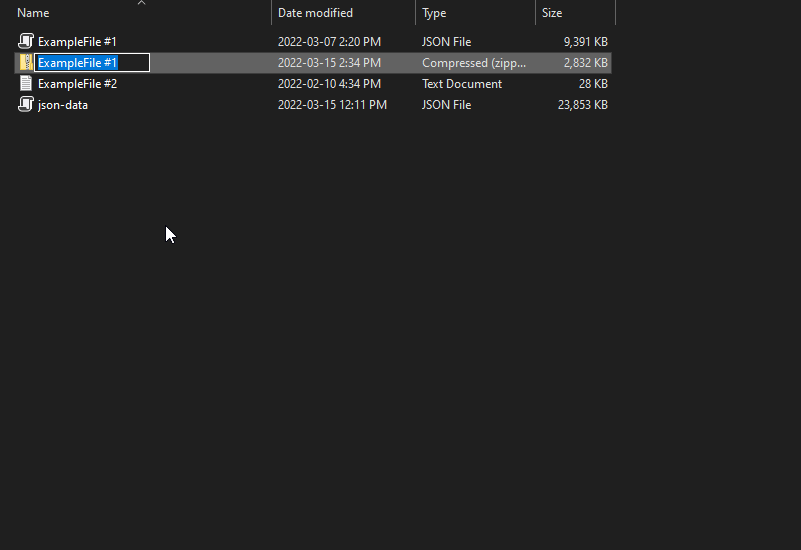 Name Date modified Type Size
ExampleFile #1 2022-03-07 2:20 PM JSON File 9,391 KB
ExampleFile #1 2022-03-15 2:34 PM Compressed (zipp... 2,832 KB
ExampleFile #2 2022-02-10 4:34 PM Text Document 28 KB
json-data 2022-03-15 12:11 PM JSON File 23,853 KB